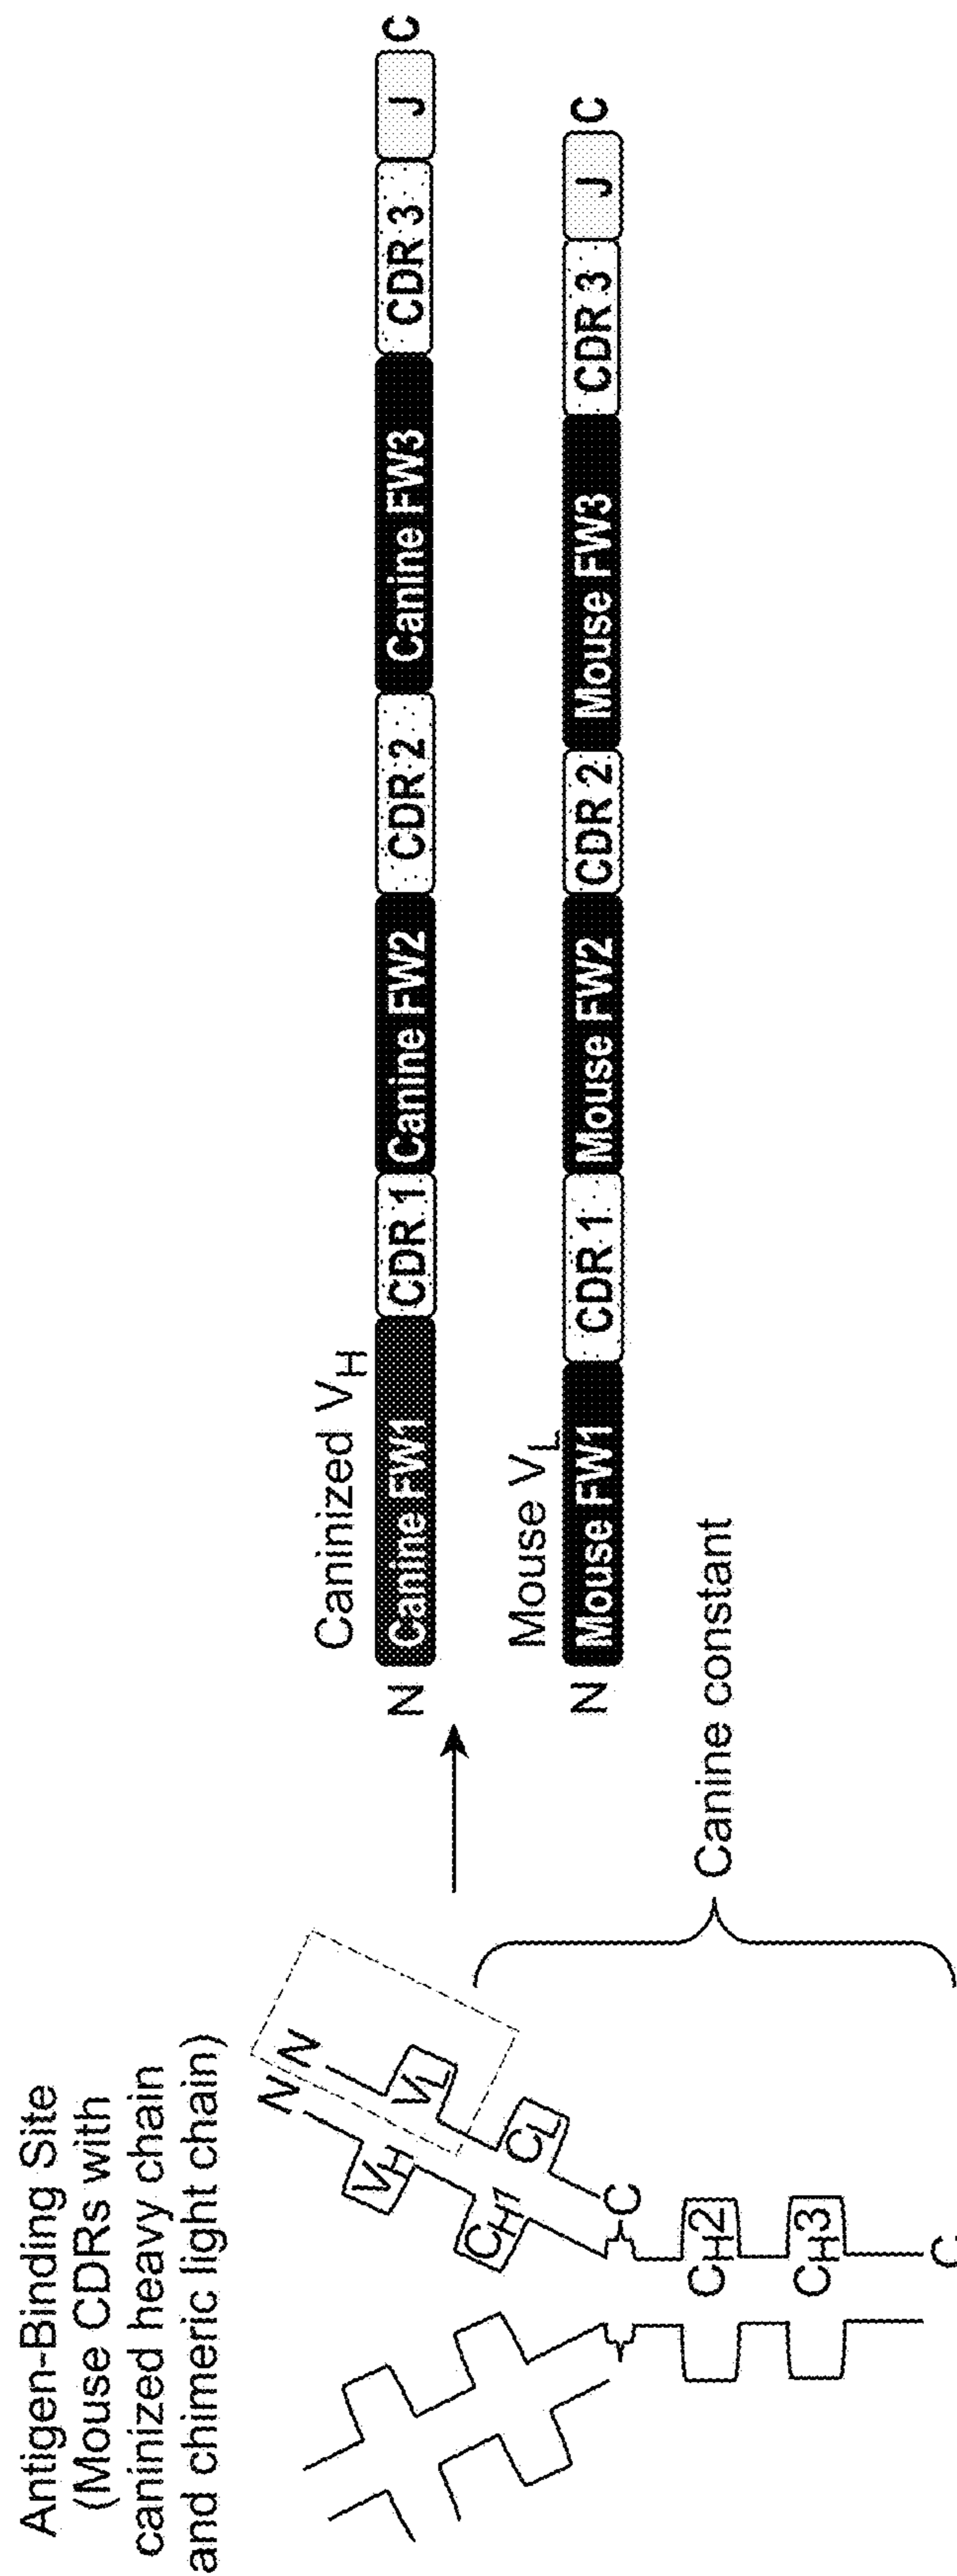 Antigen-Binding Site
(Mouse CDRs with
caninized heavy chain
and chimeric light chain)
N N
VH VL
CH1 CL
C
CH2
CH3
C
Canine constant
Caninized VH
N Canine FW1 CDR 1 Canine FW2 CDR 2 Canine FW3 CDR 3 J C
Mouse VL
N Mouse FW1 CDR 1 Mouse FW2 CDR 2 Mouse FW3 CDR 3 J C